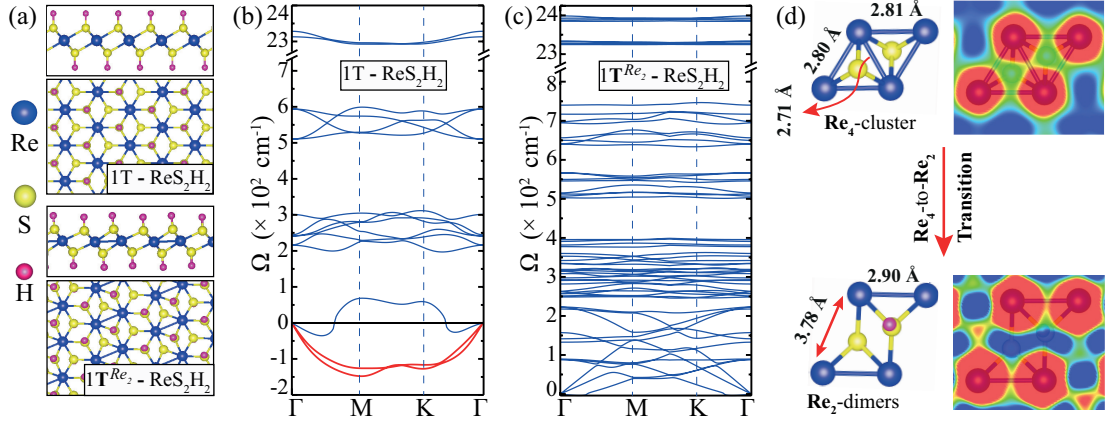 (a)
Re
S
H
1T - ReS₂H₂
1T^{Re₂} - ReS₂H₂
(b)
23
7
6
5
4
3
2
1
0
-1
-2
Ω (× 10² cm⁻¹)
1T - ReS₂H₂
Γ M K Γ
(c)
24
23
8
7
6
5
4
3
2
1
0
Ω (× 10² cm⁻¹)
1T^{Re₂} - ReS₂H₂
Γ M K Γ
(d)
2.81 Å
2.80 Å
2.71 Å
Re₄-cluster
Re₄-to-Re₂
Transition
2.90 Å
3.78 Å
Re₂-dimers